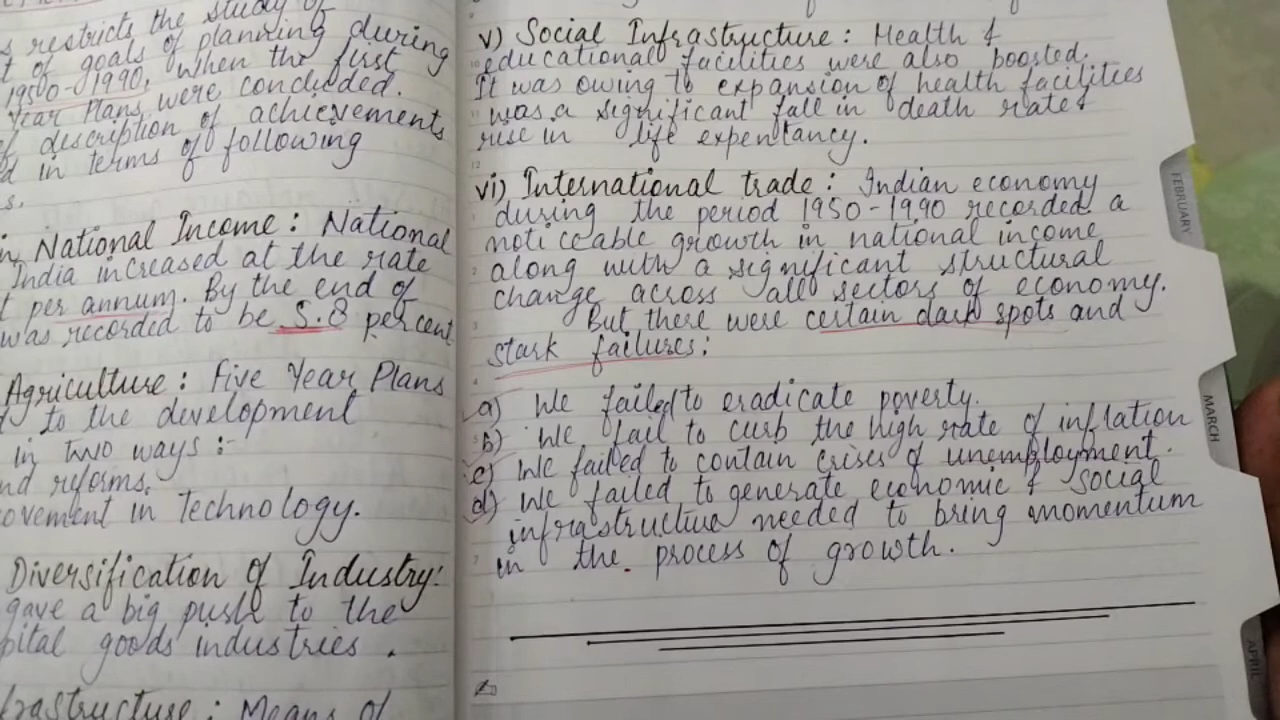 s restricts the study of
t of goals of planning during
1950-1990, when the first
Year Plans were concluded.
description of achievements
d in terms of following
s.
in National Income: National
India increased at the rate
t per annum. By the end of
was recorded to be 5.8 percent
Agriculture: Five Year Plans
to the development
in two ways:-
nd reforms.
ovement in Technology.
Diversification of Industry:
gave a big push to the
pital goods industries.
frastructure: Means of
v) Social Infrastructure: Health &
educational facilities were also boosted.
It was owing to expansion of health facilities
was a significant fall in death rate &
rise in life expentancy.
vi) International trade: Indian economy
during the period 1950-1990 recorded a
noticeable growth in national income
along with a significant structural
change across all sectors of economy.
But there were certain dark spots and
stark failures:
a) We failed to eradicate poverty.
b) We fail to curb the high rate of inflation
c) We failed to contain crises of unemployment.
d) We failed to generate economic & social
infrastructure needed to bring momentum
in the process of growth.
FEBRUARY
MARCH
APRIL